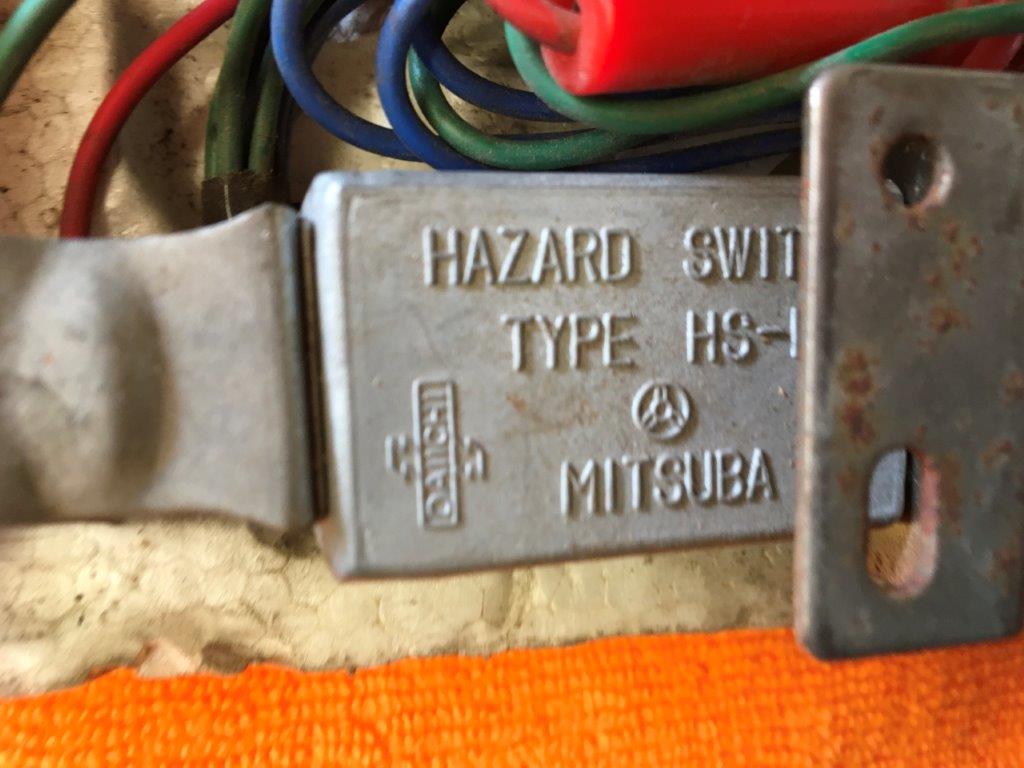 HAZARD SWIT
TYPE HS-
MITSUBA
DAIICHI